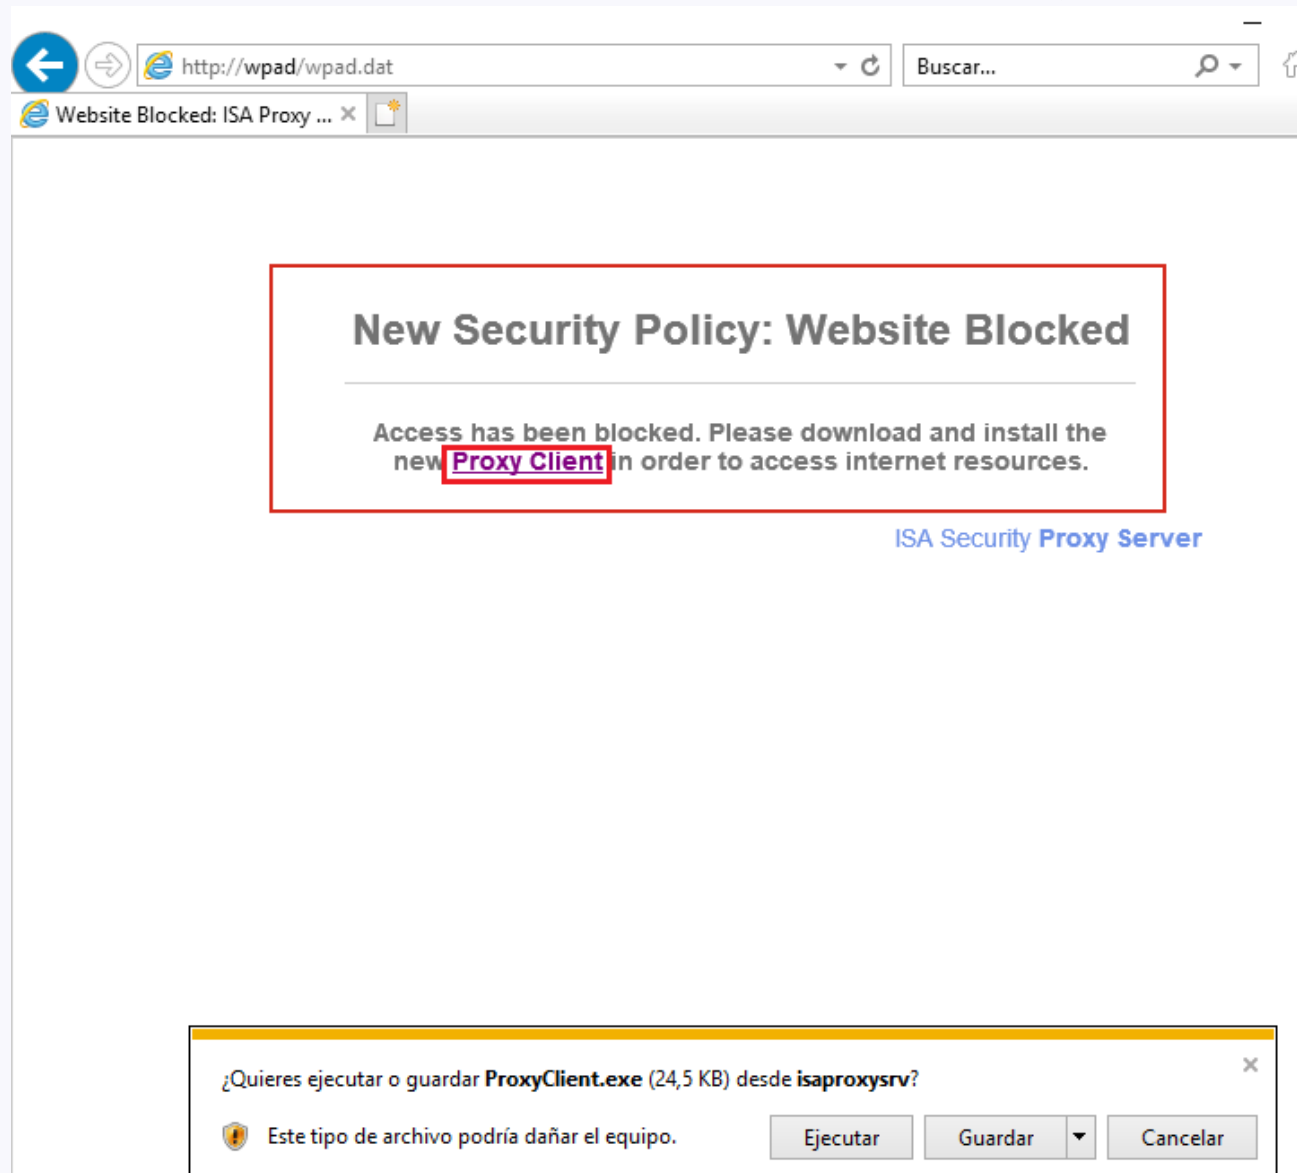 http://wpad/wpad.dat
Buscar...
Website Blocked: ISA Proxy ...
New Security Policy: Website Blocked
Access has been blocked. Please download and install the
new Proxy Client in order to access internet resources.
ISA Security Proxy Server
¿Quieres ejecutar o guardar ProxyClient.exe (24,5 KB) desde isaproxysrv?
Este tipo de archivo podría dañar el equipo.
Ejecutar
Guardar
Cancelar